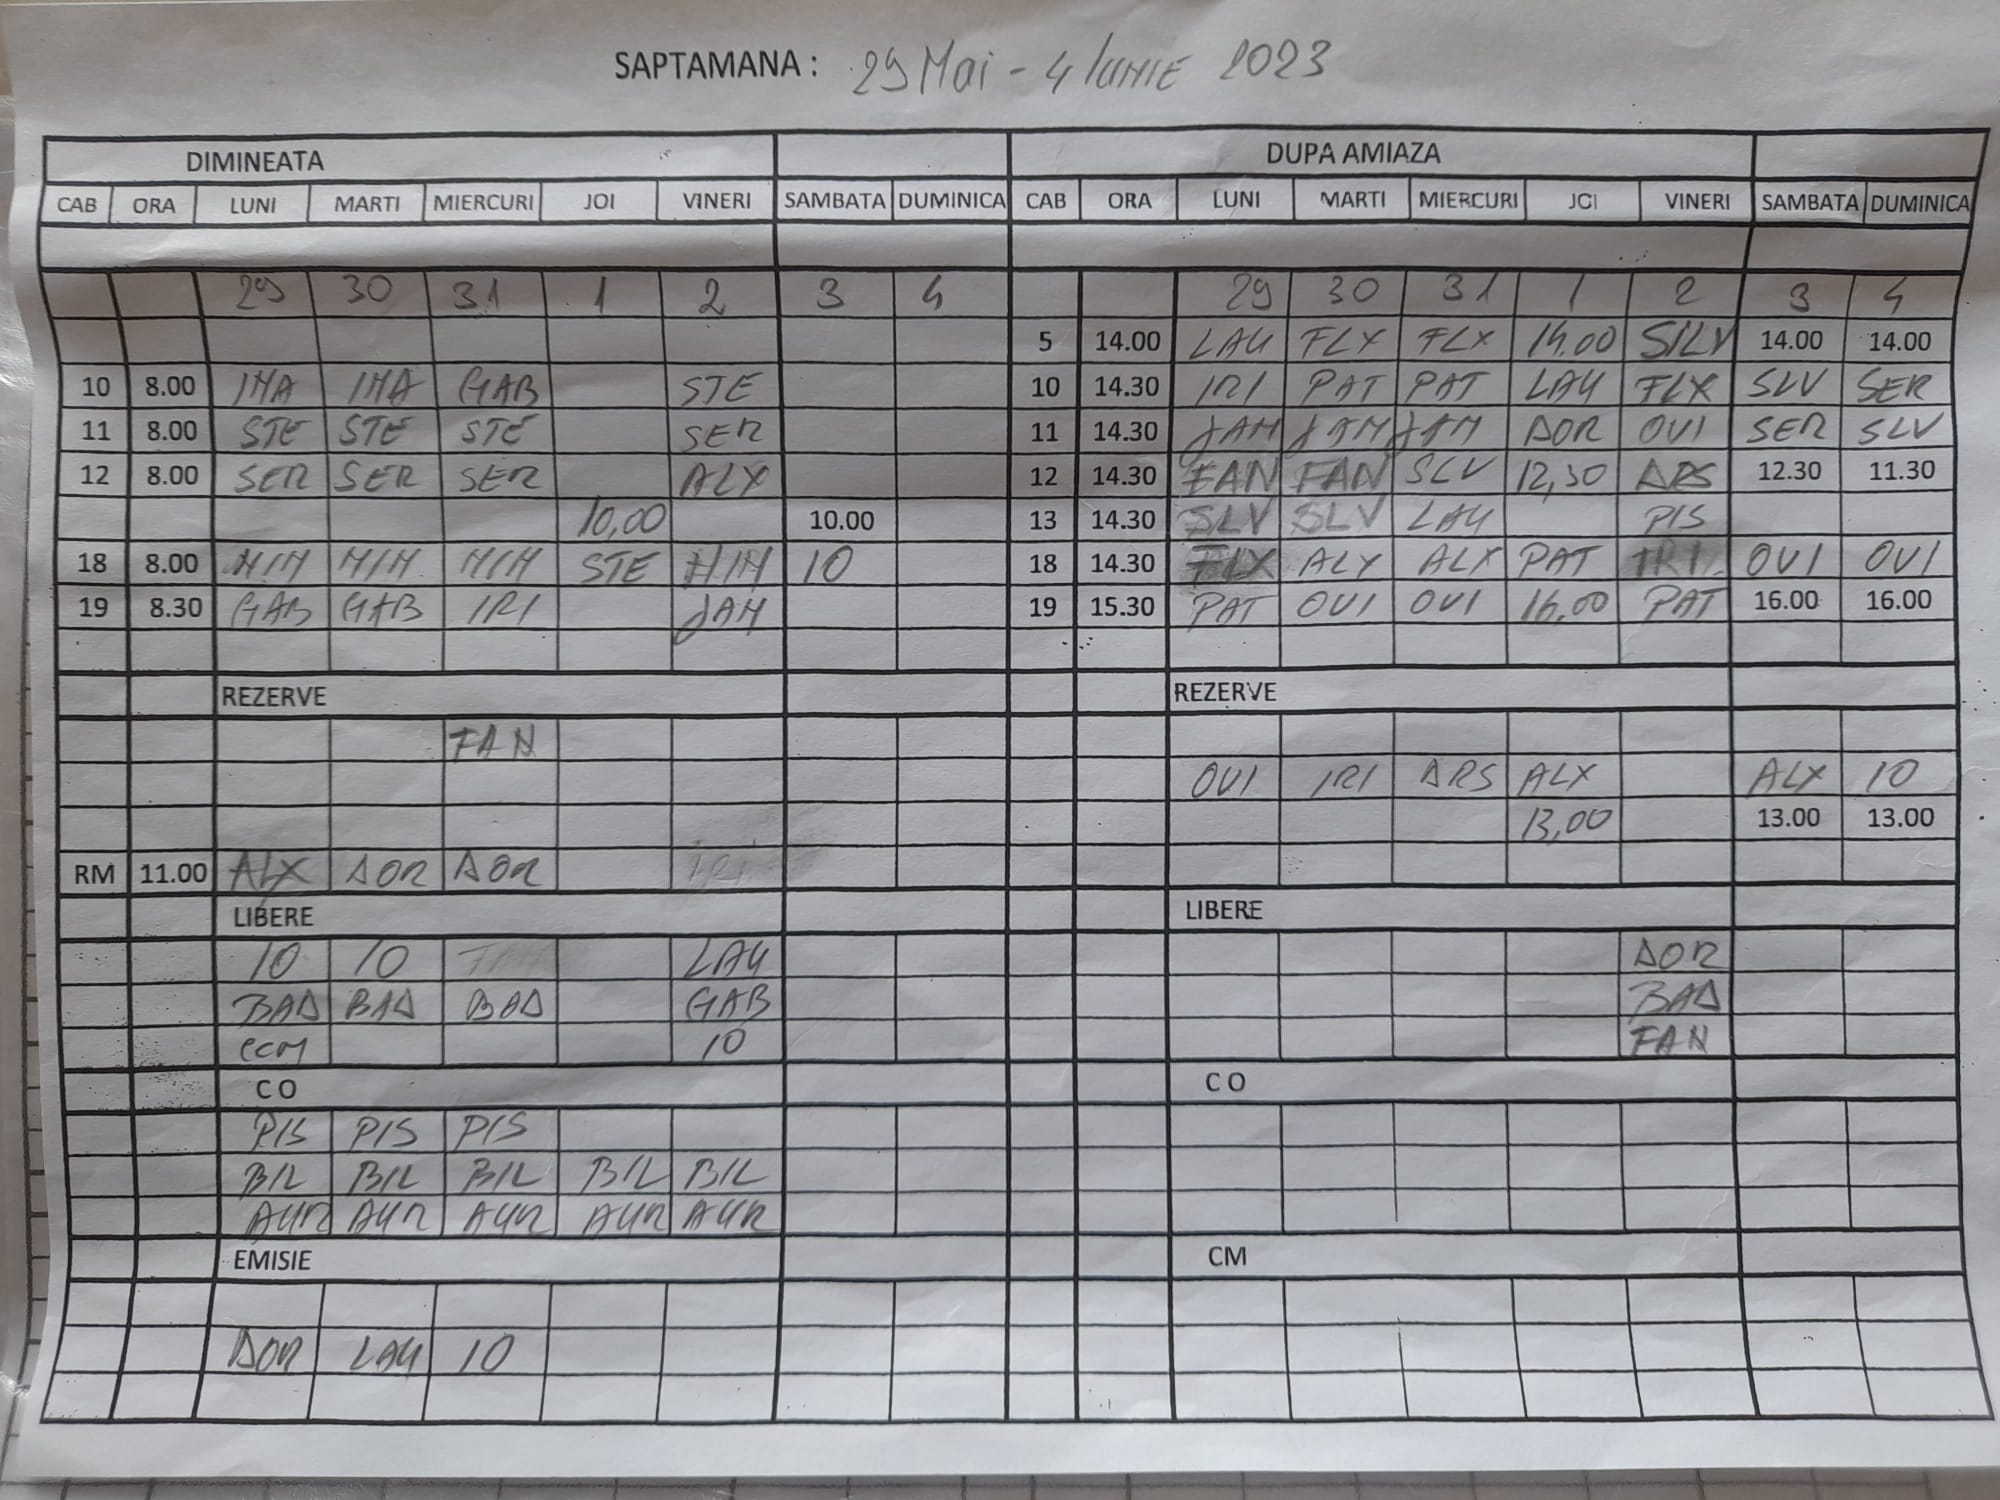 SAPTAMANA : 29 Mai - 4 IUNIE 2023
DIMINEATA DUPA AMIAZA
CAB ORA LUNI MARTI MIERCURI JOI VINERI SAMBATA DUMINICA CAB ORA LUNI MARTI MIERCURI JOI VINERI SAMBATA DUMINICA
29 30 31 1 2 3 4 29 30 31 1 2 3 4
5 14.00 LAU FLX FLX 14.00 SILV 14.00 14.00
10 8.00 IMA IMA GAB STE 10 14.30 IRI PAT PAT LAU FLX SLV SER
11 8.00 STE STE STE SER 11 14.30 JAM JAM JAM DOR OVI SER SLV
12 8.00 SER SER SER ALX 12 14.30 FAN FAN SLV 12,30 ARS 12.30 11.30
10,00 10.00 13 14.30 SLV SLV LAU PIS
18 8.00 MIM MIM MIM STE MIM 10 18 14.30 FLX ALX ALX PAT IRI OVI OVI
19 8.30 GAB GAB IRI JAM 19 15.30 PAT OVI OVI 16.00 PAT 16.00 16.00
REZERVE REZERVE
FAN
OVI IRI ARS ALX ALX 10
13,00 13.00 13.00
RM 11.00 ALX DOR DOR IRI
LIBERE LIBERE
10 10 LAU DOR
BAD BAD BAD GAB BAD
CCM 10 FAN
C O C O
PIS PIS PIS
BIL BIL BIL BIL BIL
AUR AUR AUR AUR AUR
EMISIE CM
DOR LAU 10